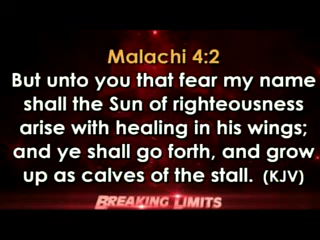 Malachi 4:2
But unto you that fear my name
shall the Sun of righteousness
arise with healing in his wings;
and ye shall go forth, and grow
up as calves of the stall. (KJV)
BREAKING LIMITS